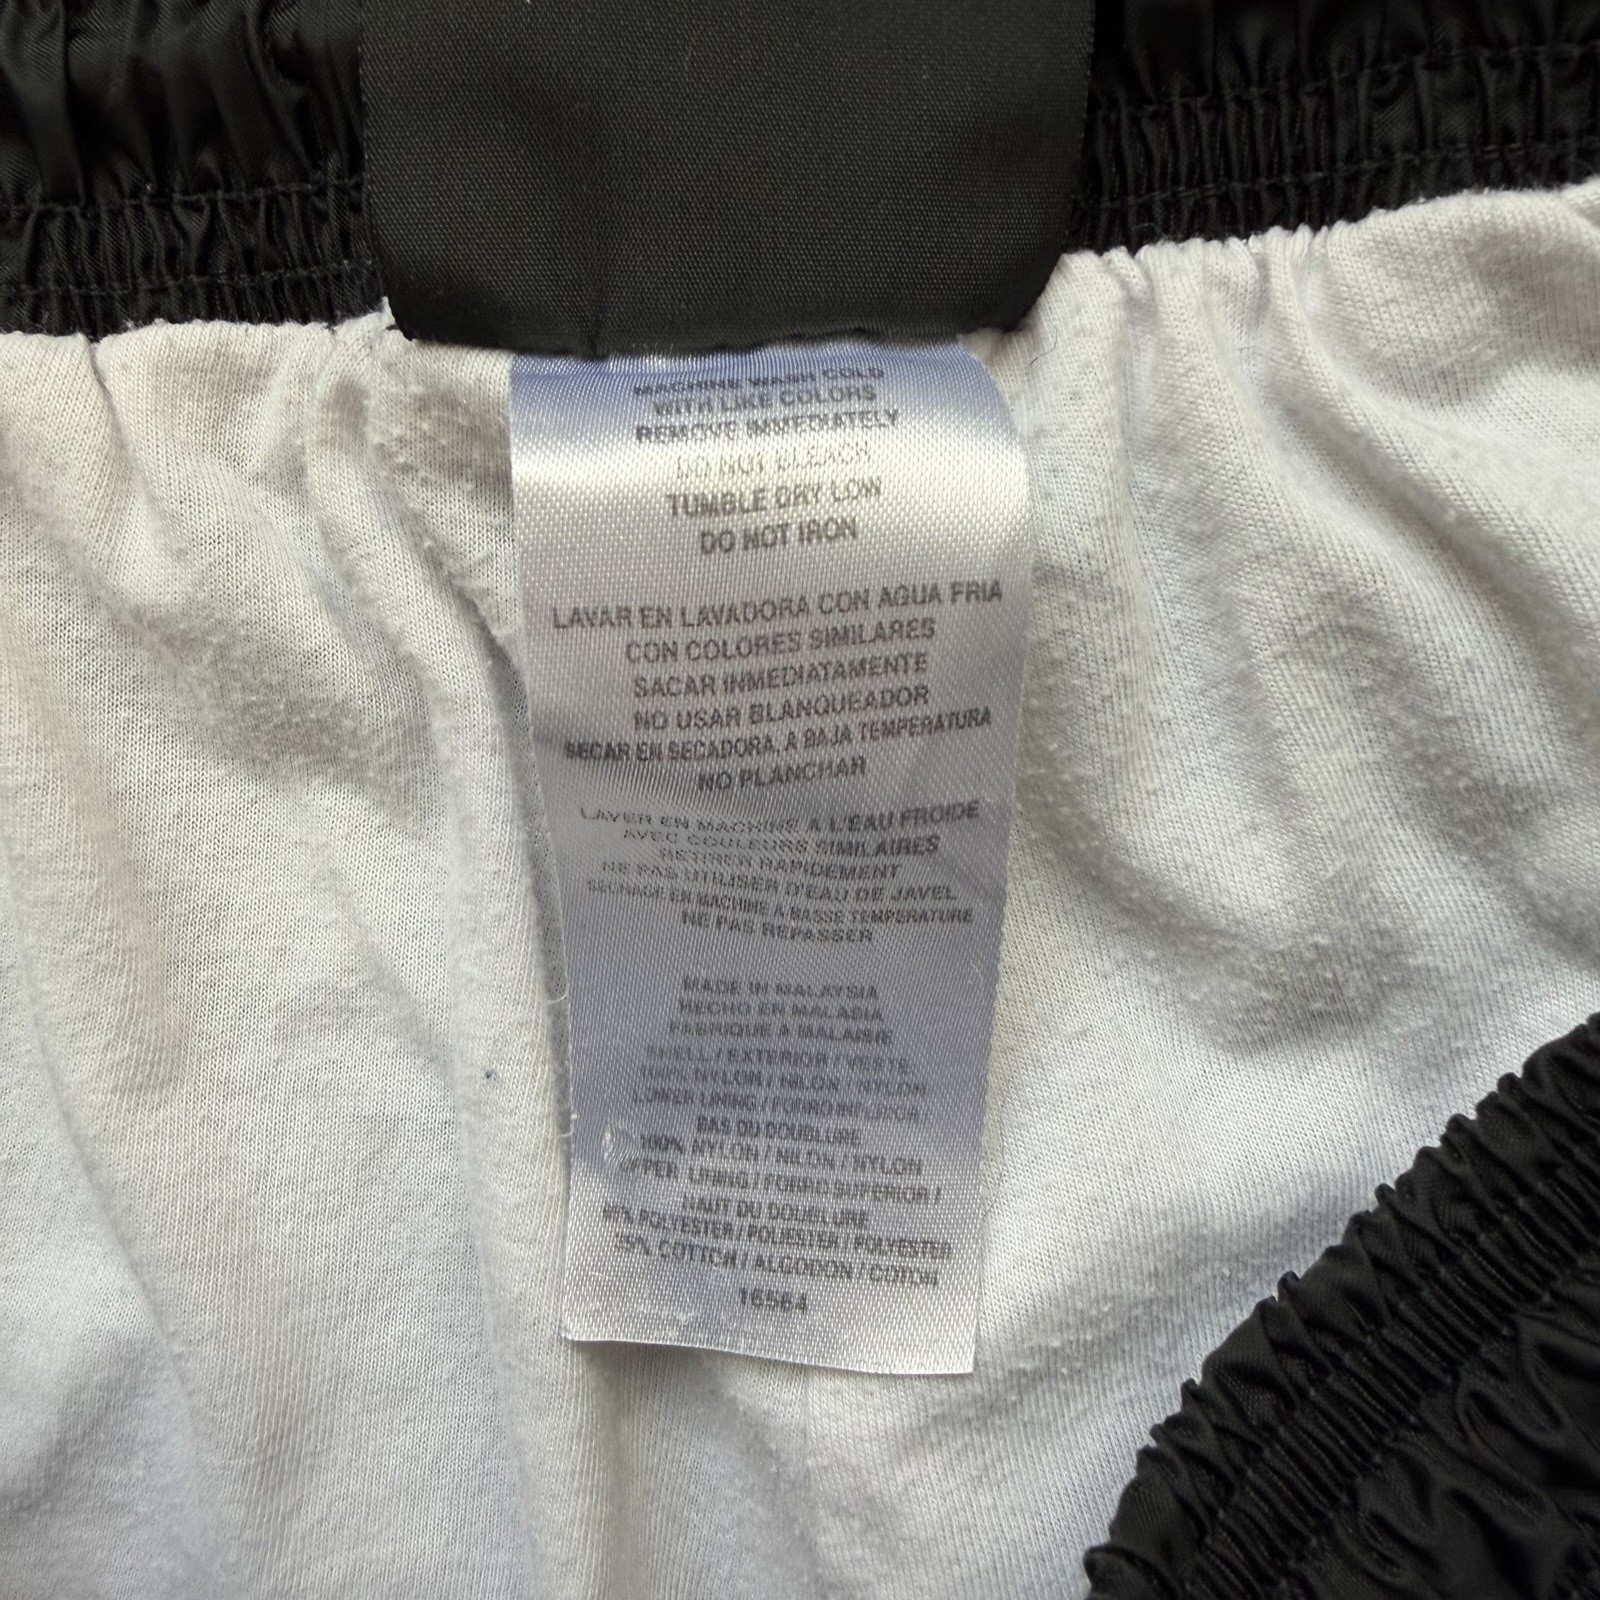 MACHINE WASH COLD
WITH LIKE COLORS
REMOVE IMMEDIATELY
DO NOT BLEACH
TUMBLE DRY LOW
DO NOT IRON
LAVAR EN LAVADORA CON AGUA FRIA
CON COLORES SIMILARES
SACAR INMEDIATAMENTE
NO USAR BLANQUEADOR
SECAR EN SECADORA, A BAJA TEMPERATURA
NO PLANCHAR
LAVER EN MACHINE A L'EAU FROIDE
AVEC COULEURS SIMILAIRES
RETIRER RAPIDEMENT
NE PAS UTILISER D'EAU DE JAVEL
SECHAGE EN MACHINE A BASSE TEMPERATURE
NE PAS REPASSER
MADE IN MALAYSIA
HECHO EN MALASIA
FABRIQUE A MALAISIE
SHELL / EXTERIOR / VESTE
100% NYLON / NILON / NYLON
LOWER LINING / FORRO INFERIOR /
BAS DU DOUBLURE
100% NYLON / NILON / NYLON
UPPER LINING / FORRO SUPERIOR /
HAUT DU DOUBLURE
POLYESTER / POLIESTER / POLYESTER
COTTON / ALGODON / COTON
16564